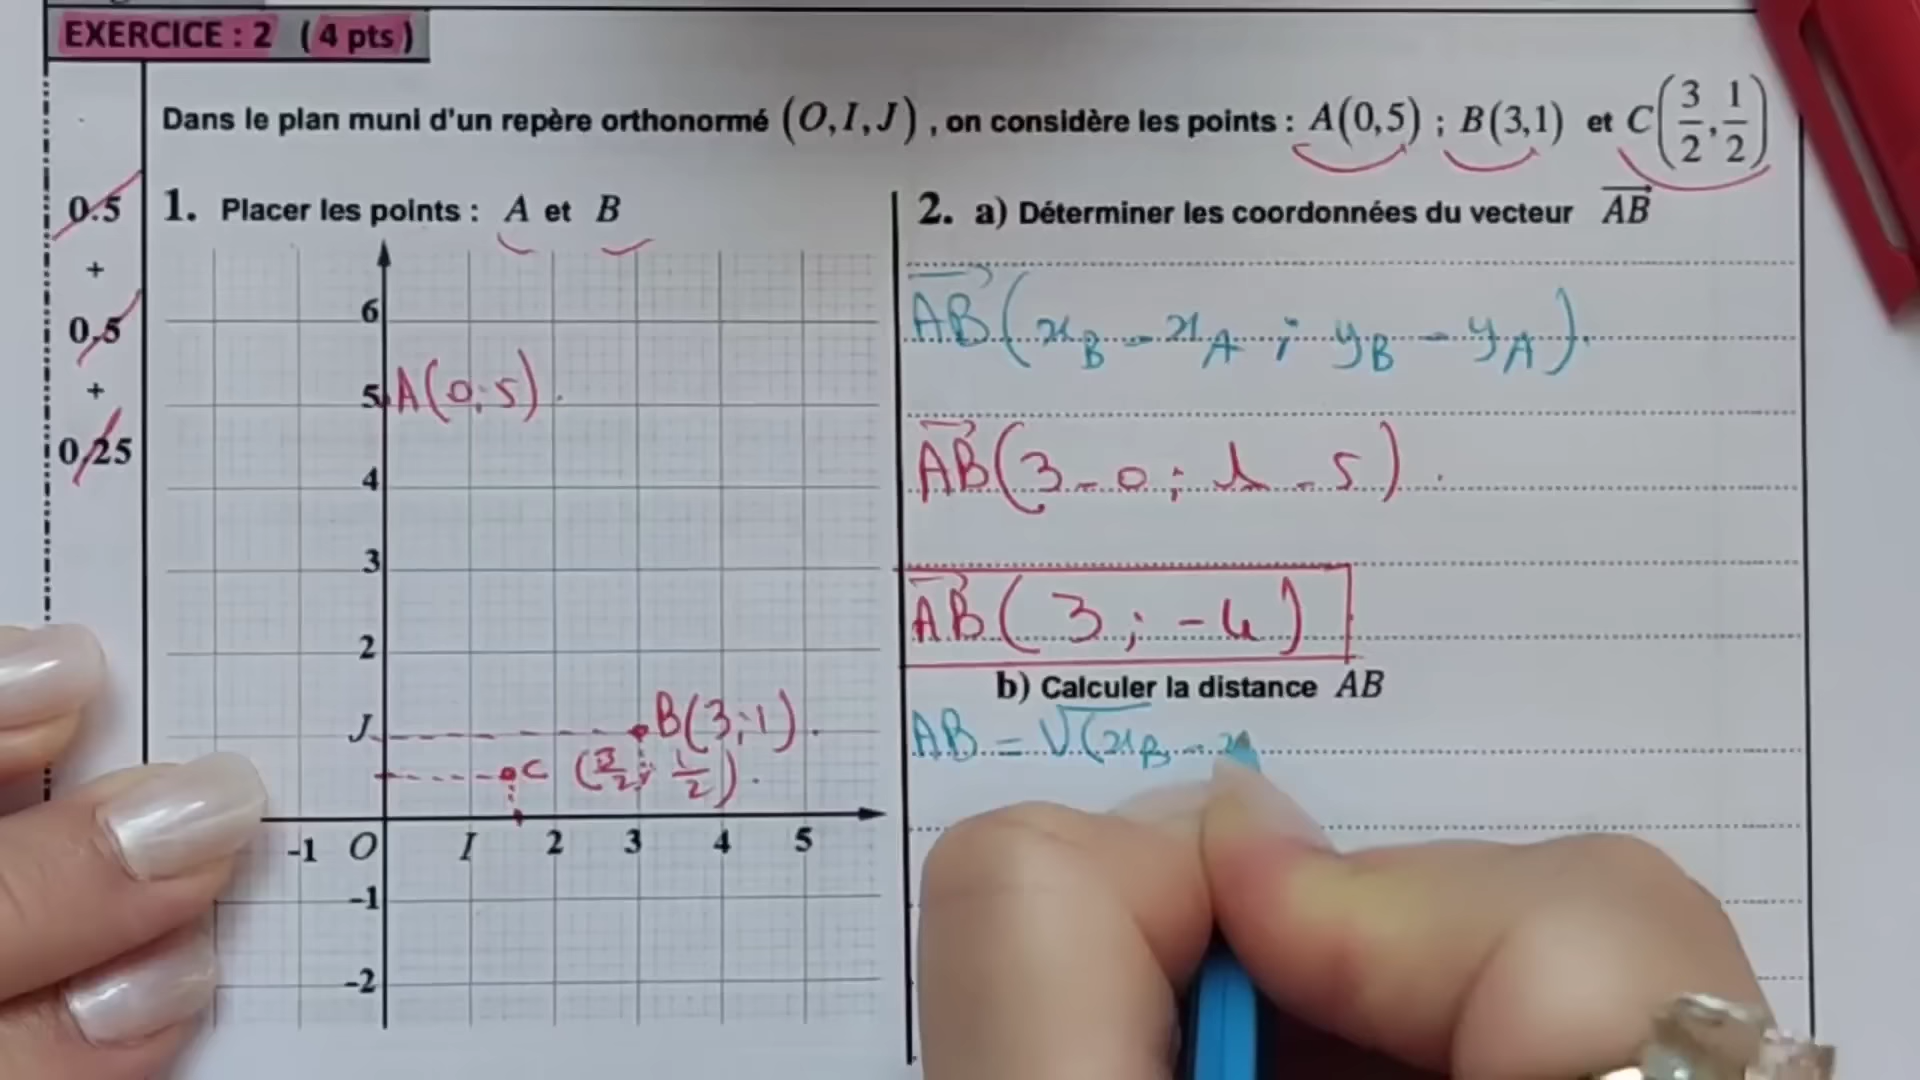 EXERCICE : 2 (4 pts)
Dans le plan muni d'un repère orthonormé (O, I, J), on considère les points : A(0,5) ; B(3,1) et C(3/2, 1/2)
0.5
+
0,5
+
0,25
1. Placer les points : A et B
6
5 A(0;5).
4
3
2
J B(3;1).
C (3/2; 1/2).
-1 O I 2 3 4 5
-1
-2
2. a) Déterminer les coordonnées du vecteur AB
AB(xB - xA ; yB - yA).
AB(3-0; 1-5).
AB(3; -4)
b) Calculer la distance AB
AB = √(xB - x